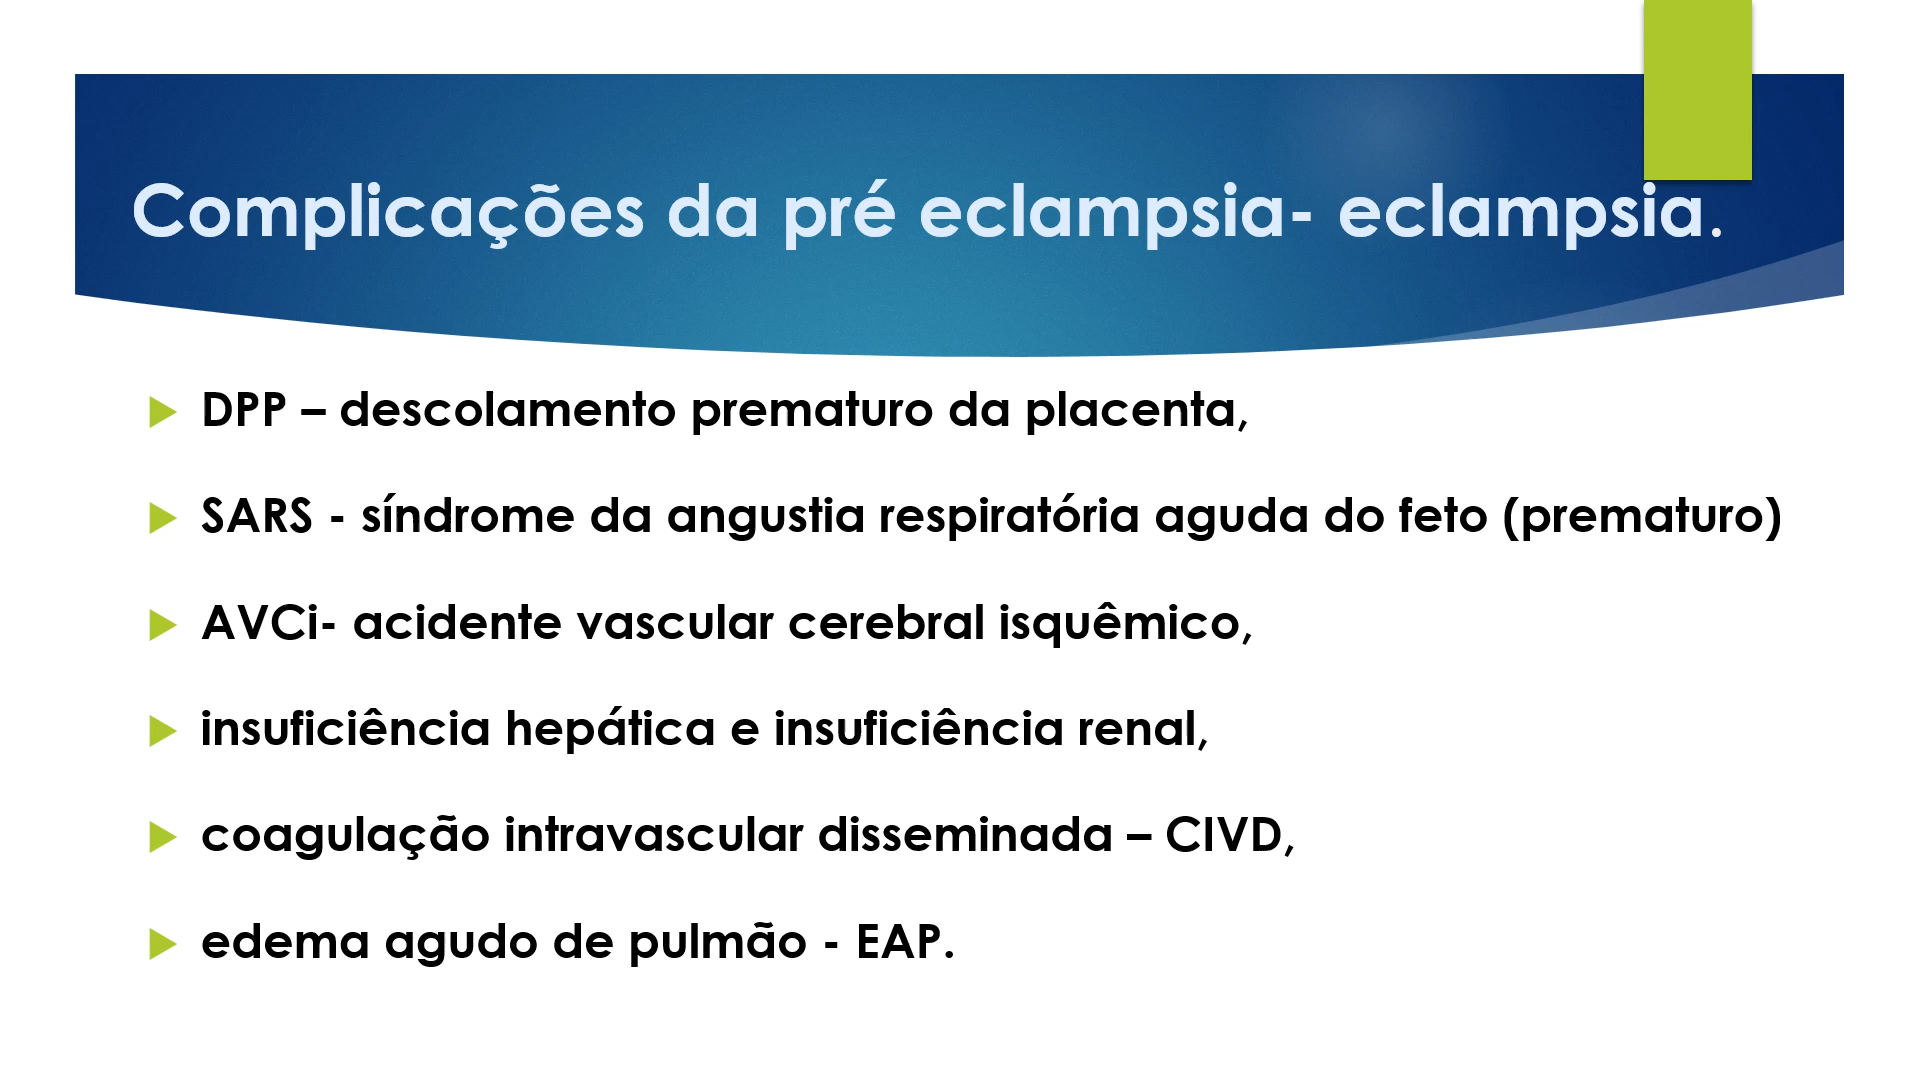 Complicações da pré eclampsia- eclampsia.
DPP – descolamento prematuro da placenta,
SARS - síndrome da angustia respiratória aguda do feto (prematuro)
AVCi- acidente vascular cerebral isquêmico,
insuficiência hepática e insuficiência renal,
coagulação intravascular disseminada – CIVD,
edema agudo de pulmão - EAP.